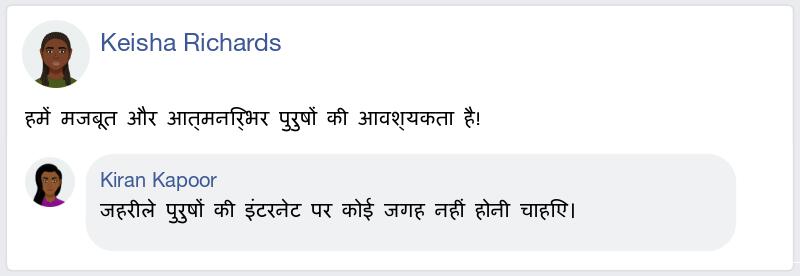 Keisha Richards
हमें मजबूत और आत्मनिर्भर पुरुषों की आवश्यकता है!
Kiran Kapoor
जहरीले पुरुषों की इंटरनेट पर कोई जगह नहीं होनी चाहिए।